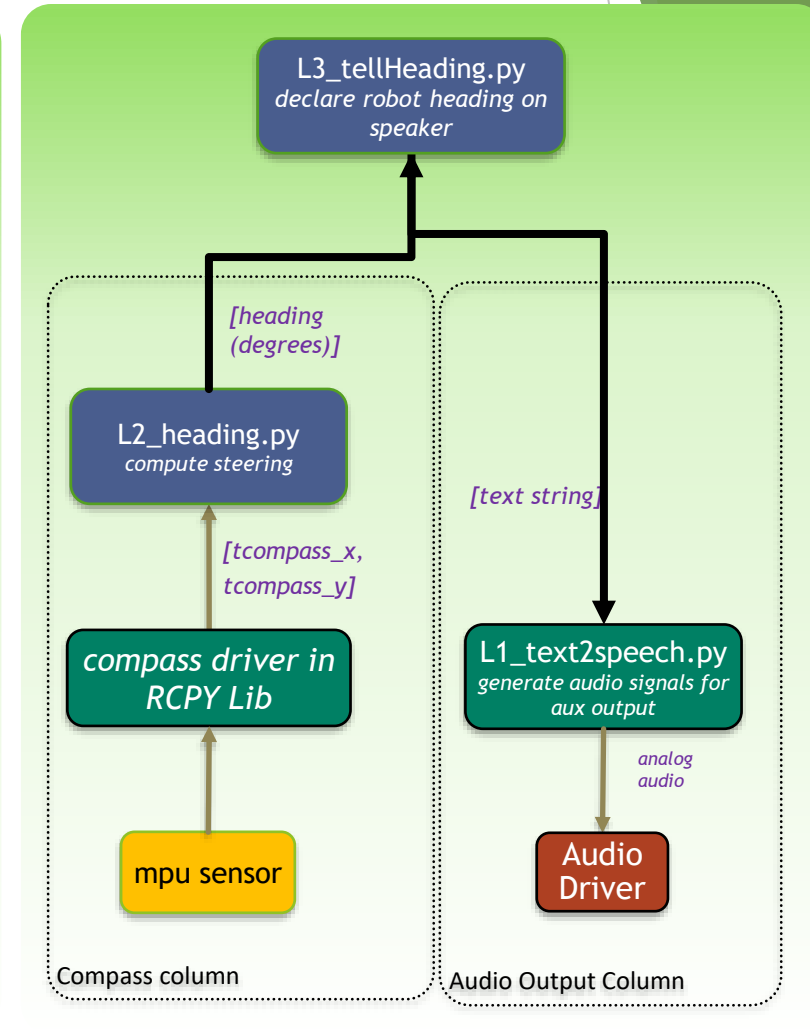 L3_tellHeading.py
declare robot heading on
speaker
[heading
(degrees)]
L2_heading.py
compute steering
[tcompass_x,
tcompass_y]
compass driver in
RCPY Lib
mpu sensor
Compass column
[text string]
L1_text2speech.py
generate audio signals for
aux output
analog
audio
Audio
Driver
Audio Output Column